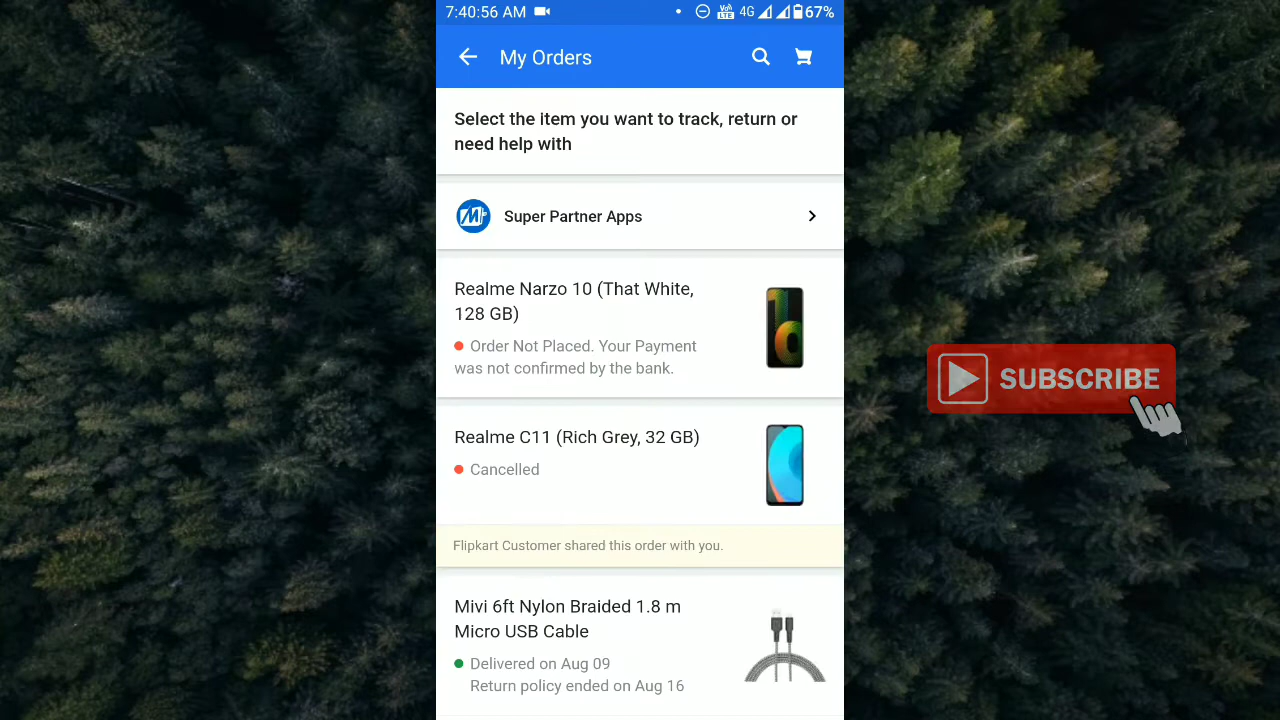 7:40:56 AM
VoLTE 4G 67%
My Orders
Select the item you want to track, return or
need help with
Super Partner Apps
Realme Narzo 10 (That White,
128 GB)
Order Not Placed. Your Payment
was not confirmed by the bank.
Realme C11 (Rich Grey, 32 GB)
Cancelled
Flipkart Customer shared this order with you.
Mivi 6ft Nylon Braided 1.8 m
Micro USB Cable
Delivered on Aug 09
Return policy ended on Aug 16
SUBSCRIBE